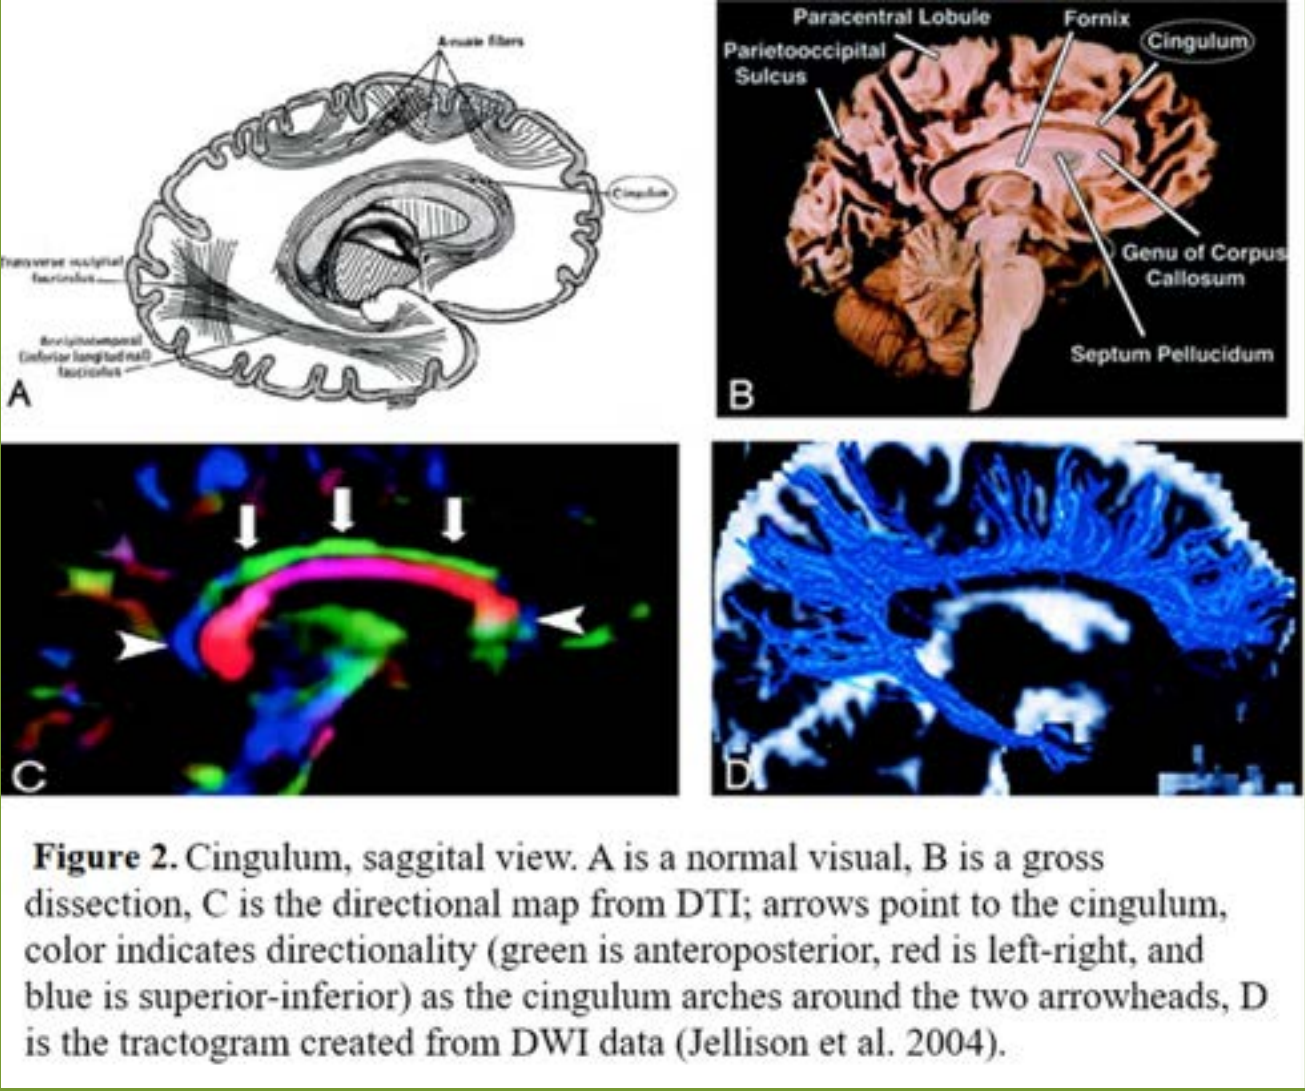 Arcuate fibers
Cingulum
Transverse occipital
fasciculus
Occipitotemporal
(inferior longitudinal)
fasciculus
A
Paracentral Lobule
Fornix
Cingulum
Parietooccipital
Sulcus
Genu of Corpus
Callosum
Septum Pellucidum
B
C
D
Figure 2. Cingulum, saggital view. A is a normal visual, B is a gross
dissection, C is the directional map from DTI; arrows point to the cingulum,
color indicates directionality (green is anteroposterior, red is left-right, and
blue is superior-inferior) as the cingulum arches around the two arrowheads, D
is the tractogram created from DWI data (Jellison et al. 2004).